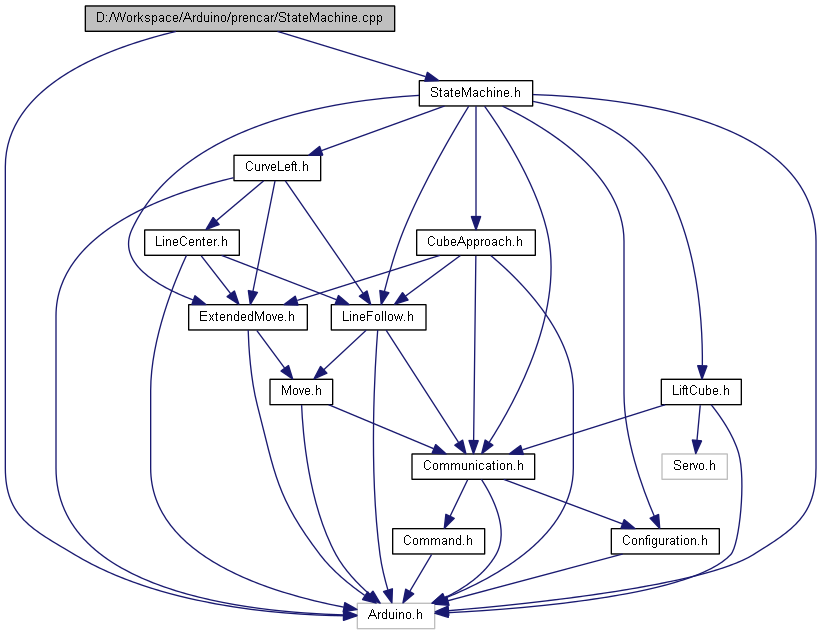 D:/Workspace/Arduino/prencar/StateMachine.cpp
StateMachine.h
CurveLeft.h
LineCenter.h
CubeApproach.h
ExtendedMove.h
LineFollow.h
Move.h
LiftCube.h
Communication.h
Servo.h
Command.h
Configuration.h
Arduino.h